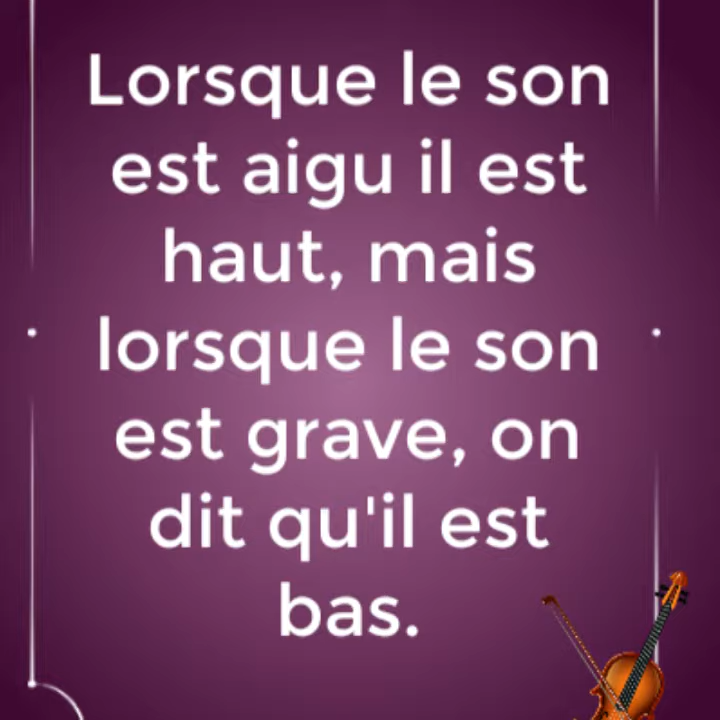 Lorsque le son
est aigu il est
haut, mais
lorsque le son
est grave, on
dit qu'il est
bas.